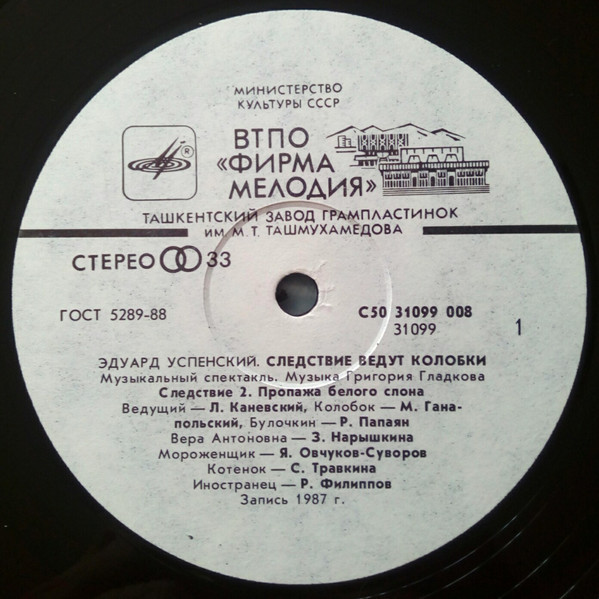 МИНИСТЕРСТВО
КУЛЬТУРЫ СССР
ВТПО
«ФИРМА
МЕЛОДИЯ»
ТАШКЕНТСКИЙ ЗАВОД ГРАМПЛАСТИНОК
ИМ. М. Т. ТАШМУХАМЕДОВА
СТЕРЕО 33
ГОСТ 5289-88
С50 31099 008
31099
1
ЭДУАРД УСПЕНСКИЙ. СЛЕДСТВИЕ ВЕДУТ КОЛОБКИ
Музыкальный спектакль. Музыка Григория Гладкова
Следствие 2. Пропажа белого слона
Ведущий — Л. Каневский, Колобок — М. Гана-
польский, Булочкин — Р. Папаян
Вера Антоновна — З. Нарышкина
Мороженщик — Я. Овчуков-Суворов
Котенок — С. Травкина
Иностранец — Р. Филиппов
Запись 1987 г.